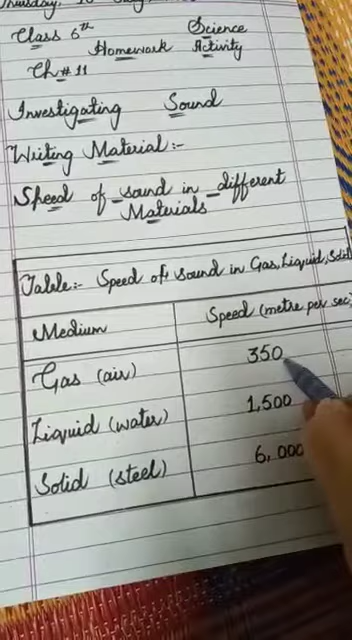 Class 6th Science
Homework Activity
Ch # 11
Investigating Sound
Writing Material:-
Speed of sound in different
Materials
Table:- Speed of sound in Gas, Liquid, Solid
Medium Speed (metre per sec)
Gas (air) 350
Liquid (water) 1,500
Solid (steel) 6,000